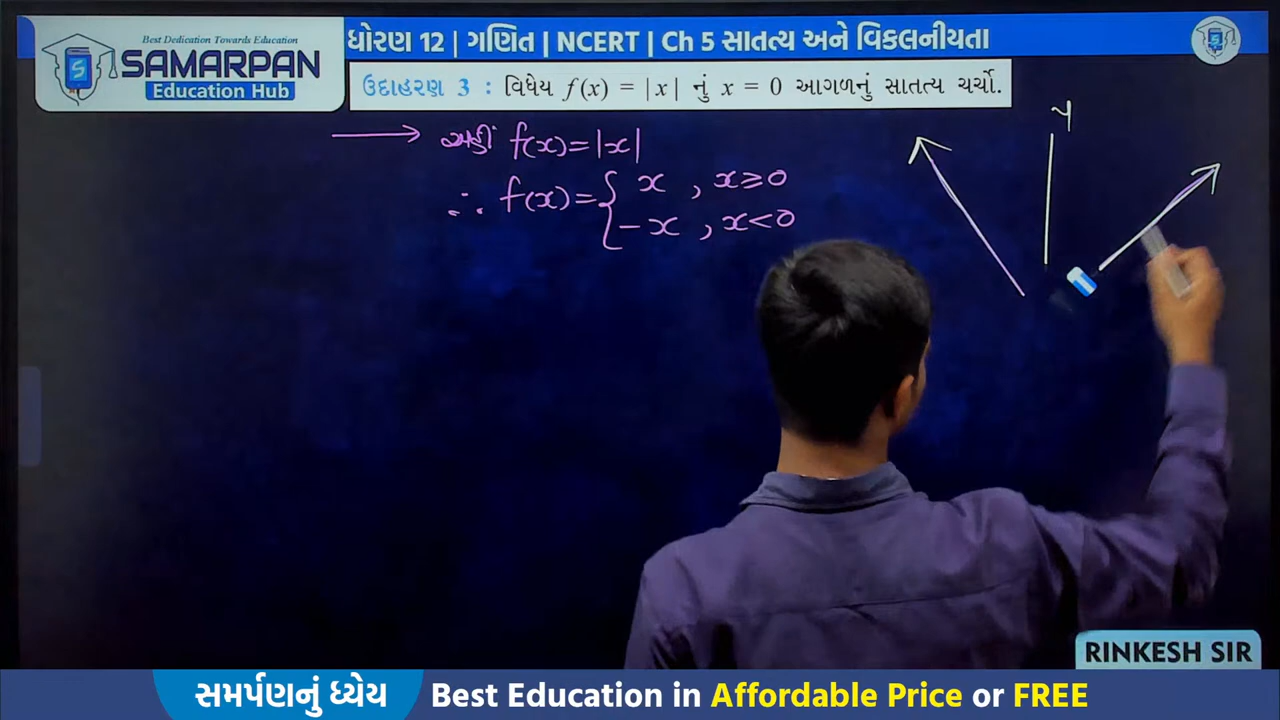 Best Dedication Towards Education
SAMARPAN
Education Hub
ધોરણ 12 | ગણિત | NCERT | Ch 5 સાતત્ય અને વિકલનીયતા
ઉદાહરણ 3 : વિધેય f(x) = |x| નું x = 0 આગળનું સાતત્ય ચર્ચો.
અહીં f(x)=|x|
∴ f(x)={ x , x≥0
-x , x<0
Y
RINKESH SIR
સમર્પણનું ધ્યેય Best Education in Affordable Price or FREE